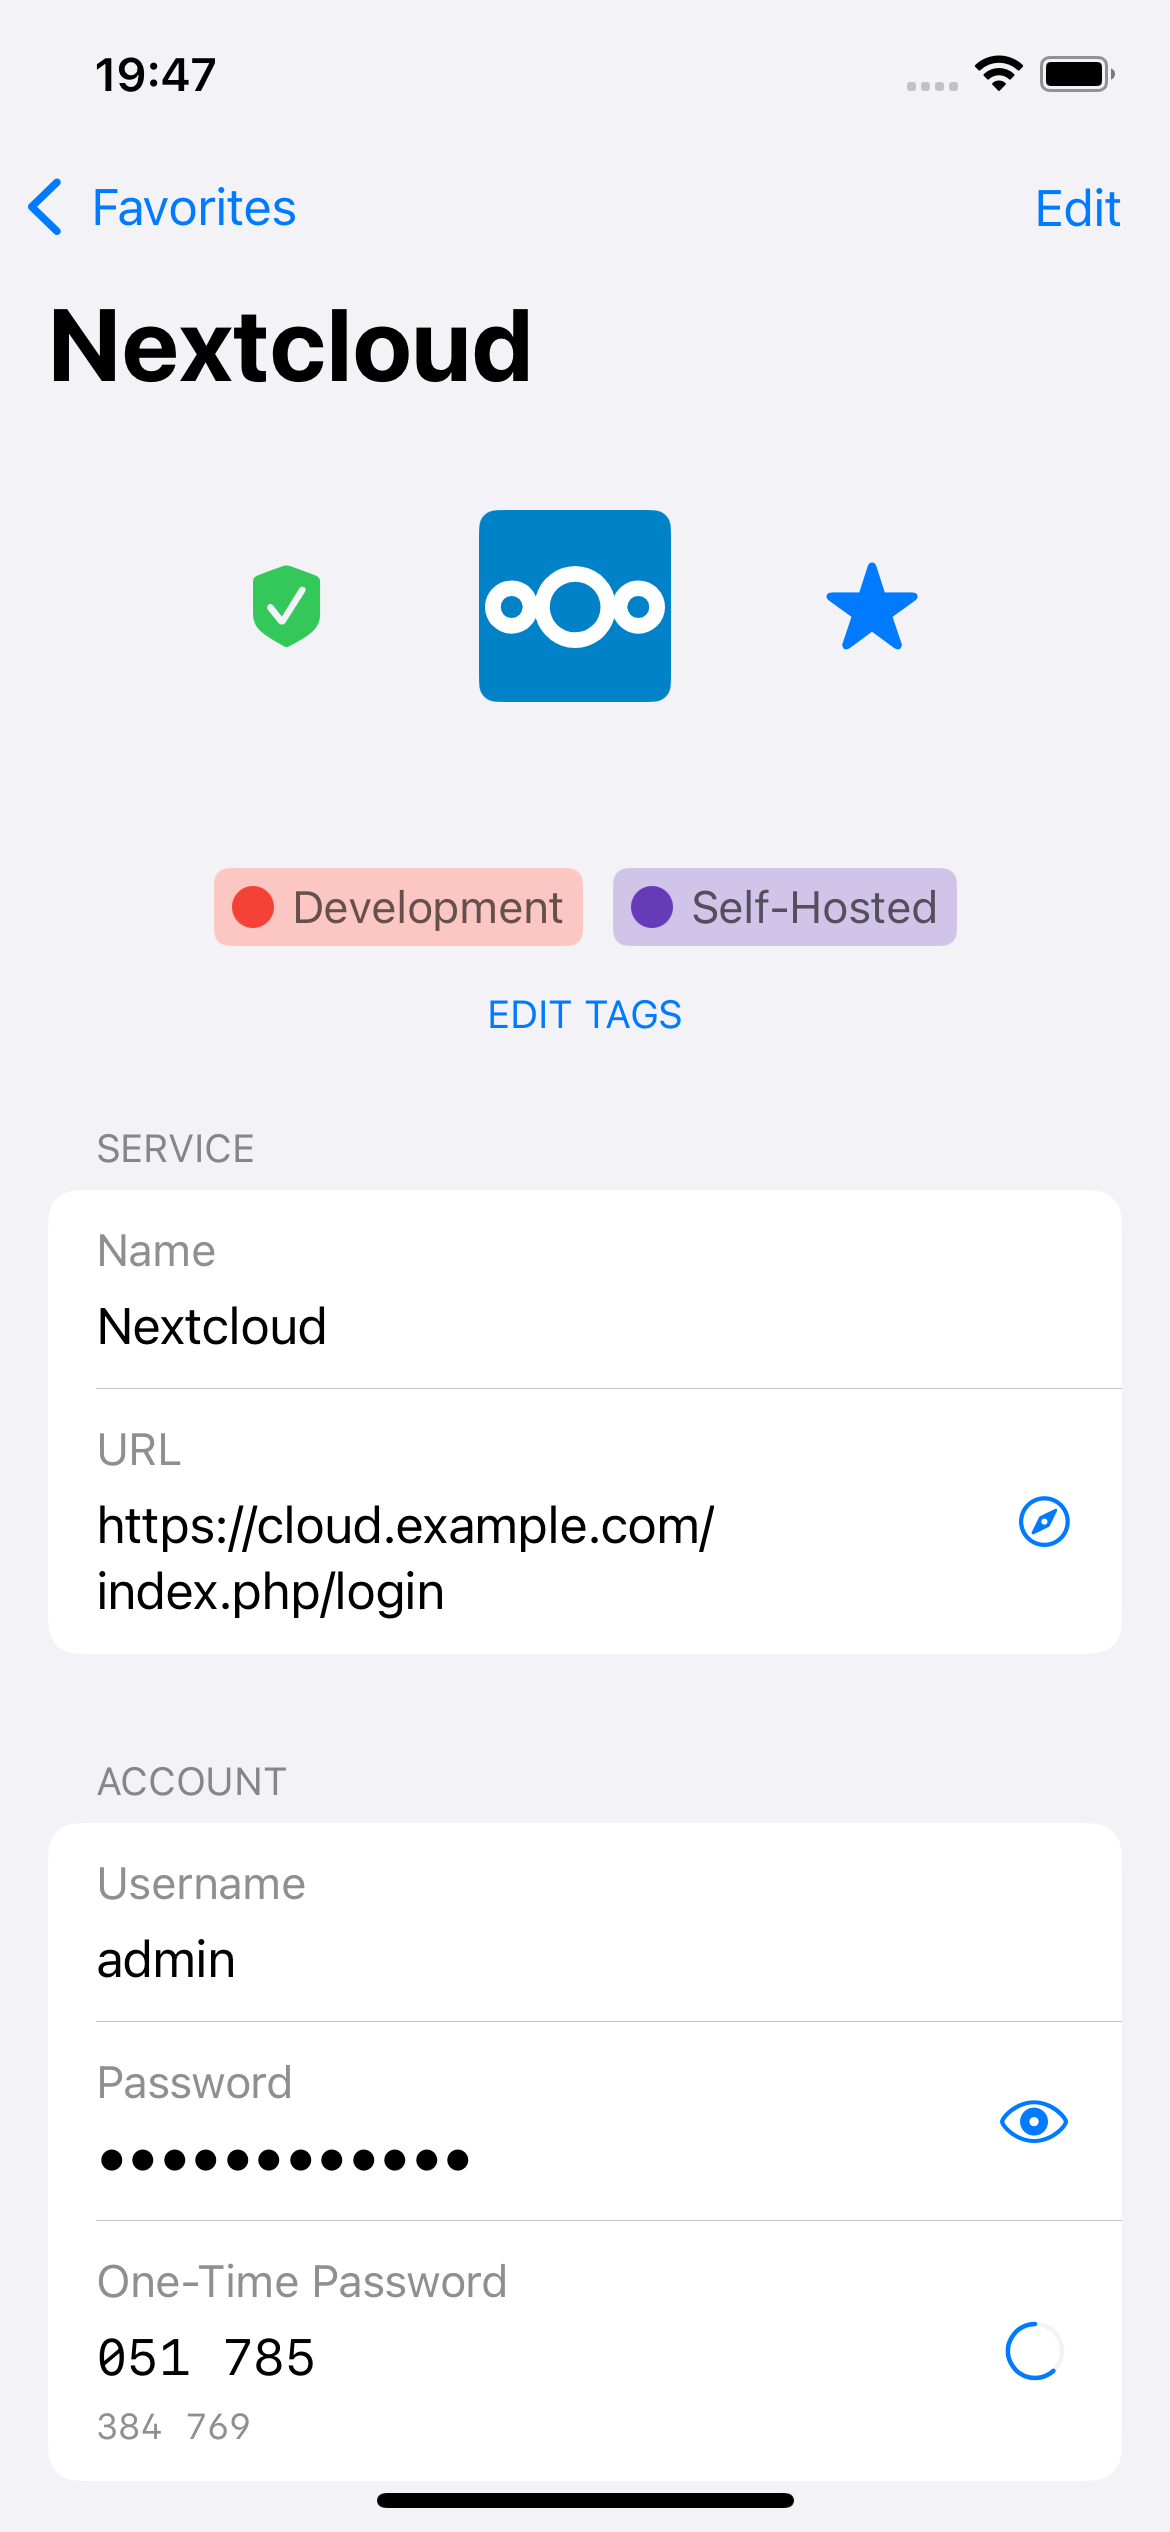 19:47
Favorites
Edit
Nextcloud
Development
Self-Hosted
EDIT TAGS
SERVICE
Name
Nextcloud
URL
https://cloud.example.com/
index.php/login
ACCOUNT
Username
admin
Password
••••••••••••
One-Time Password
051 785
384 769